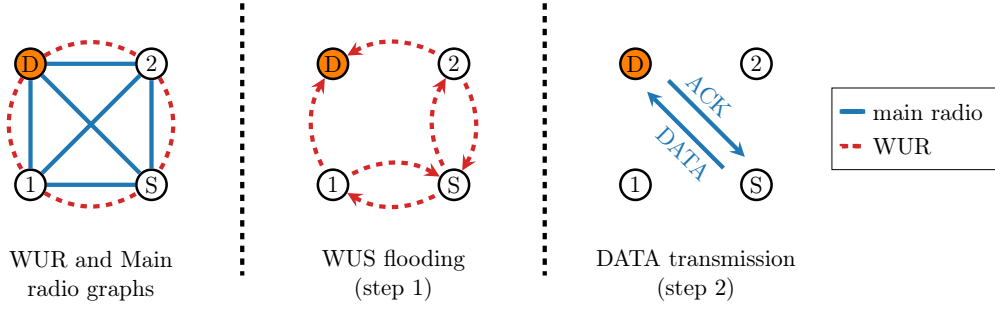 D
2
1
S
WUR and Main
radio graphs
D
2
1
S
WUS flooding
(step 1)
D
2
ACK
DATA
1
S
DATA transmission
(step 2)
main radio
WUR